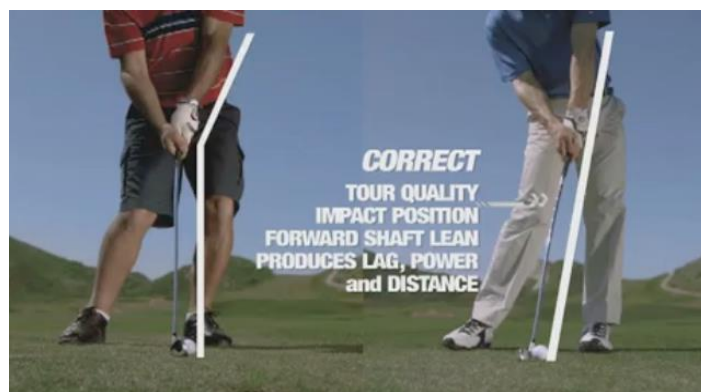 CORRECT
TOUR QUALITY
IMPACT POSITION
FORWARD SHAFT LEAN
PRODUCES LAG, POWER
and DISTANCE